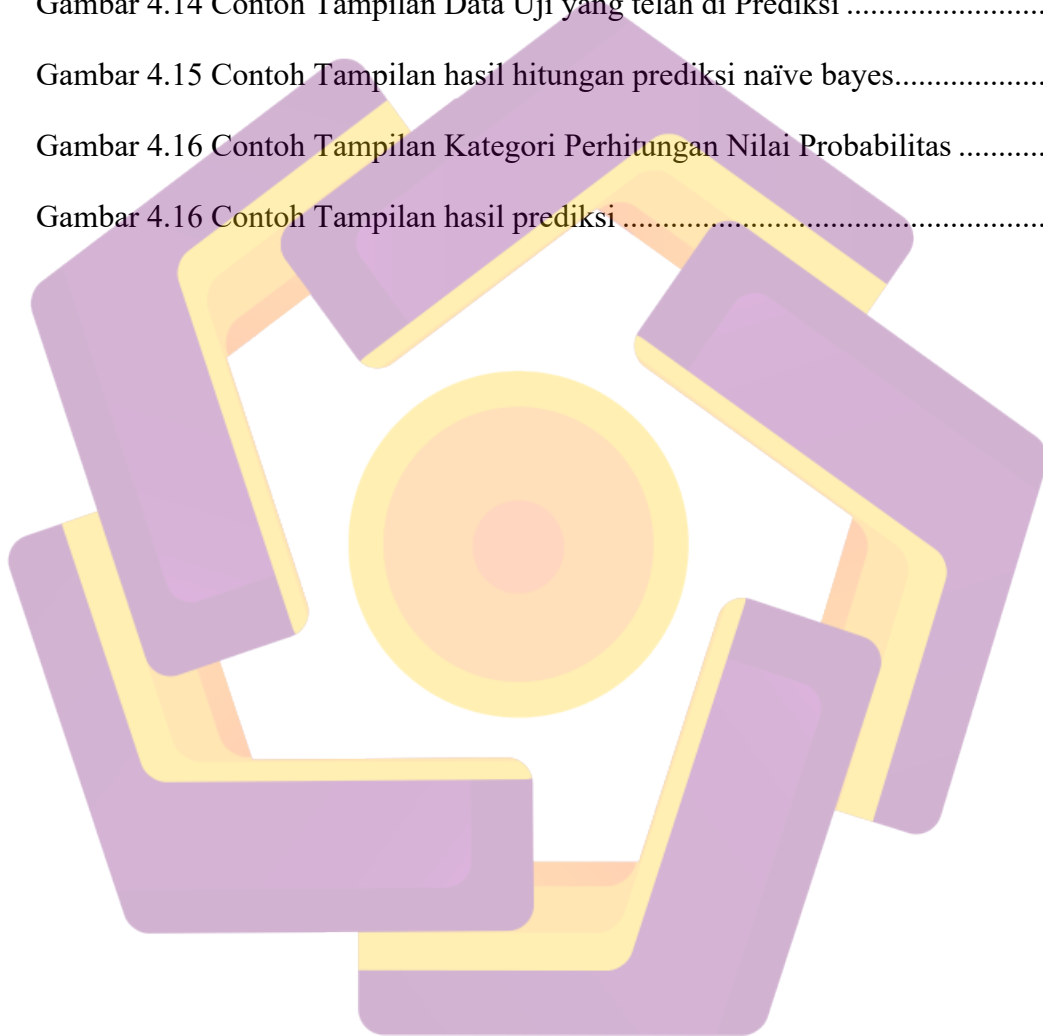 Gambar 4.14 Contoh Tampilan Data Uji yang telah di Prediksi ........................
Gambar 4.15 Contoh Tampilan hasil hitungan prediksi naïve bayes..................
Gambar 4.16 Contoh Tampilan Kategori Perhitungan Nilai Probabilitas ..........
Gambar 4.16 Contoh Tampilan hasil prediksi ....................................................